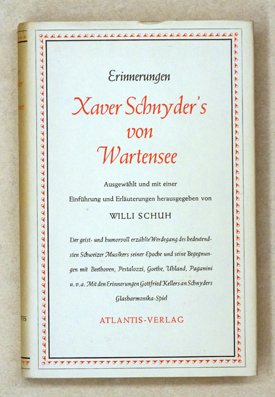 Erinnerungen
Xaver Schnyder's
von
Wartensee
Ausgewählt und mit einer
Einführung und Erläuterungen herausgegeben von
WILLI SCHUH
Der geist- und humorvoll erzählte Werdegang des bedeutend-
sten Schweizer Musikers seiner Epoche und seine Begegnun-
gen mit Beethoven, Pestalozzi, Goethe, Uhland, Paganini
u. v. a. Mit den Erinnerungen Gottfried Kellers an Schnyders
Glasharmonika-Spiel
ATLANTIS-VERLAG